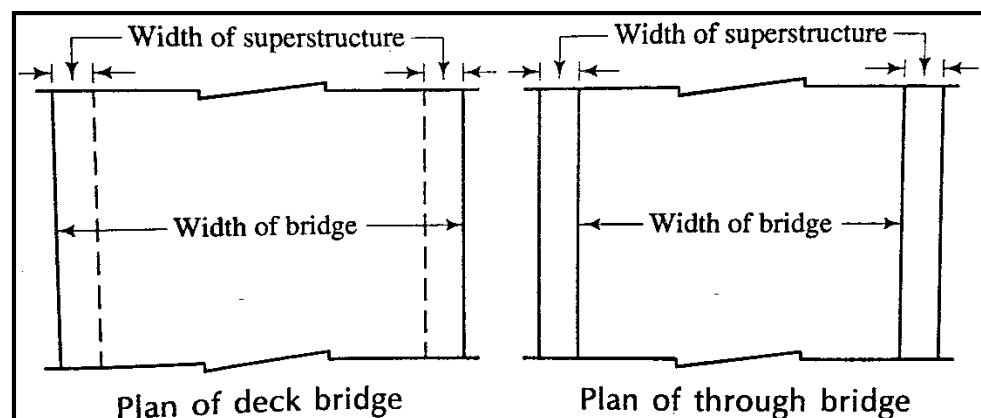 Width of superstructure
Width of superstructure
Width of bridge
Width of bridge
Plan of deck bridge
Plan of through bridge